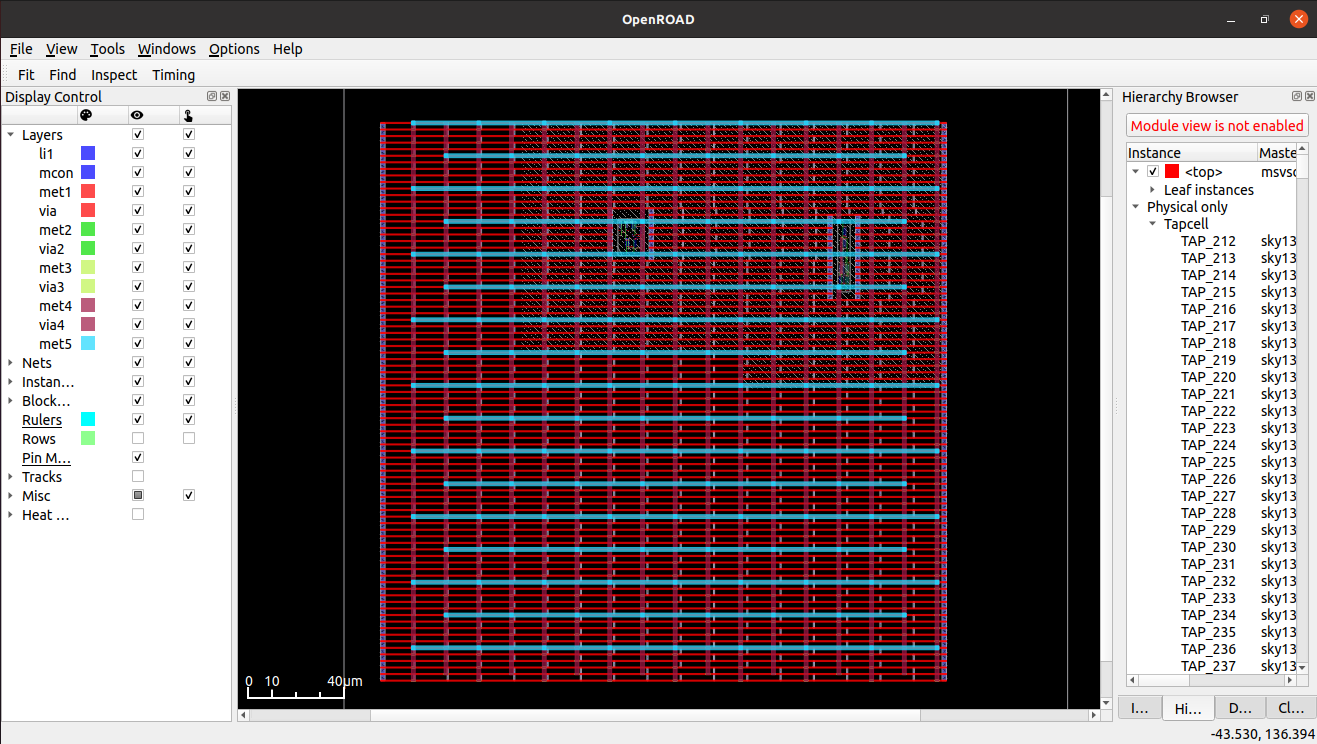 OpenROAD
File View Tools Windows Options Help
Fit Find Inspect Timing
Display Control
Layers
li1
mcon
met1
via
met2
via2
met3
via3
met4
via4
met5
Nets
Instan...
Block...
Rulers
Rows
Pin M...
Tracks
Misc
Heat ...
0 10 40μm
Hierarchy Browser
Module view is not enabled
Instance Maste
<top> msvsc
Leaf instances
Physical only
Tapcell
TAP_212 sky13
TAP_213 sky13
TAP_214 sky13
TAP_215 sky13
TAP_216 sky13
TAP_217 sky13
TAP_218 sky13
TAP_219 sky13
TAP_220 sky13
TAP_221 sky13
TAP_222 sky13
TAP_223 sky13
TAP_224 sky13
TAP_225 sky13
TAP_226 sky13
TAP_227 sky13
TAP_228 sky13
TAP_229 sky13
TAP_230 sky13
TAP_231 sky13
TAP_232 sky13
TAP_233 sky13
TAP_234 sky13
TAP_235 sky13
TAP_236 sky13
TAP_237 sky13
I... Hi... D... Cl...
-43.530, 136.394